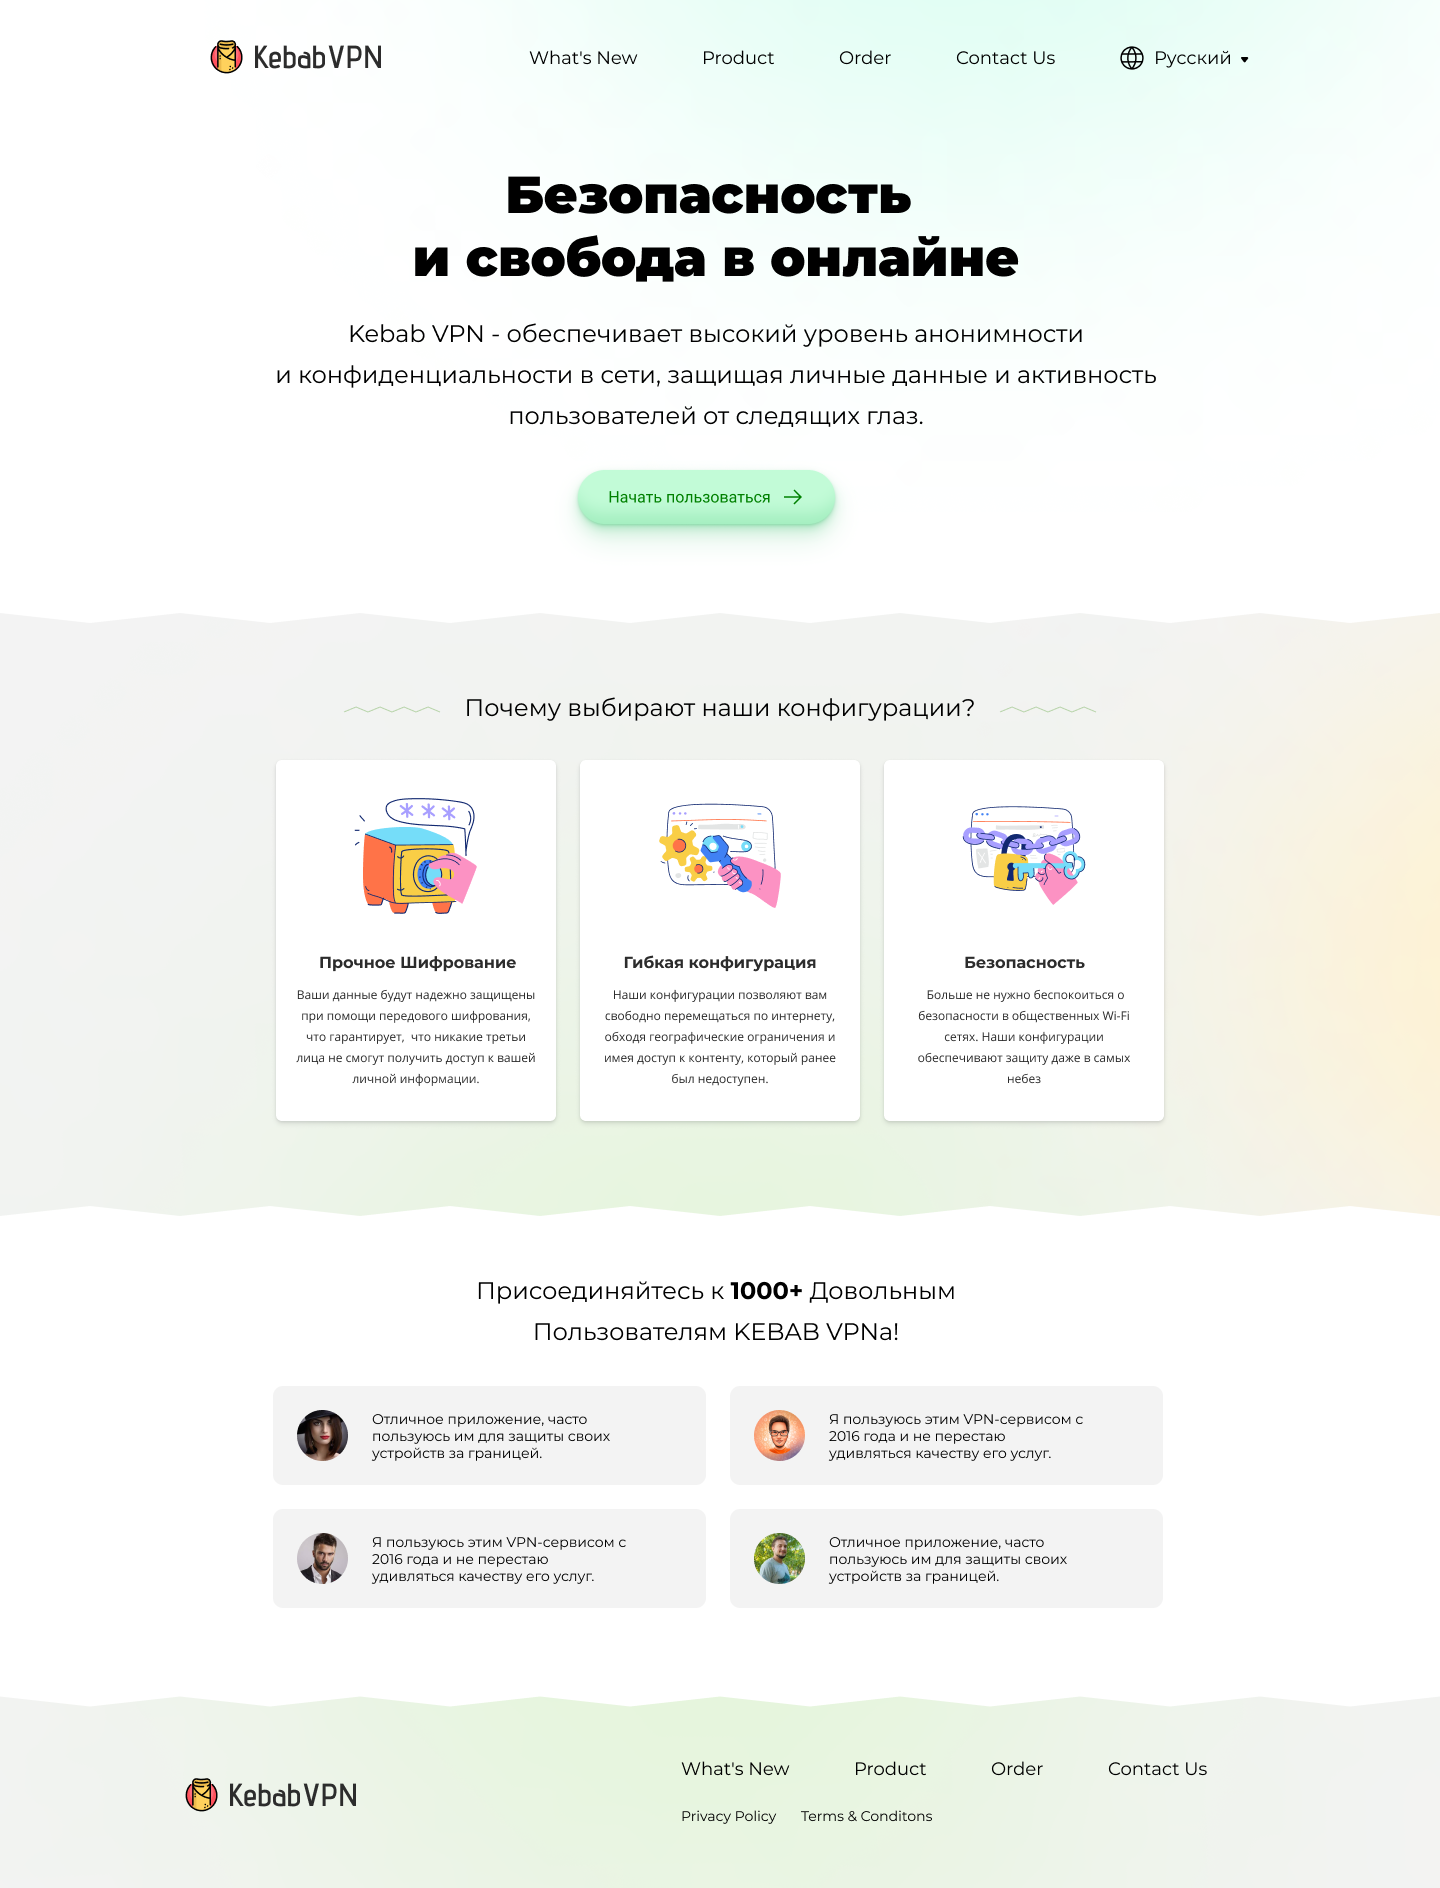 KebabVPN
What's New
Product
Order
Contact Us
Русский
Безопасность
и свобода в онлайне
Kebab VPN - обеспечивает высокий уровень анонимности
и конфиденциальности в сети, защищая личные данные и активность
пользователей от следящих глаз.
Начать пользоваться
Почему выбирают наши конфигурации?
Прочное Шифрование
Ваши данные будут надежно защищены
при помощи передового шифрования,
что гарантирует, что никакие третьи
лица не смогут получить доступ к вашей
личной информации.
Гибкая конфигурация
Наши конфигурации позволяют вам
свободно перемещаться по интернету,
обходя географические ограничения и
имея доступ к контенту, который ранее
был недоступен.
Безопасность
Больше не нужно беспокоиться о
безопасности в общественных Wi-Fi
сетях. Наши конфигурации
обеспечивают защиту даже в самых
небез
Присоединяйтесь к 1000+ Довольным
Пользователям KEBAB VPNа!
Отличное приложение, часто
пользуюсь им для защиты своих
устройств за границей.
Я пользуюсь этим VPN-сервисом с
2016 года и не перестаю
удивляться качеству его услуг.
Я пользуюсь этим VPN-сервисом с
2016 года и не перестаю
удивляться качеству его услуг.
Отличное приложение, часто
пользуюсь им для защиты своих
устройств за границей.
KebabVPN
What's New
Product
Order
Contact Us
Privacy Policy
Terms & Conditons